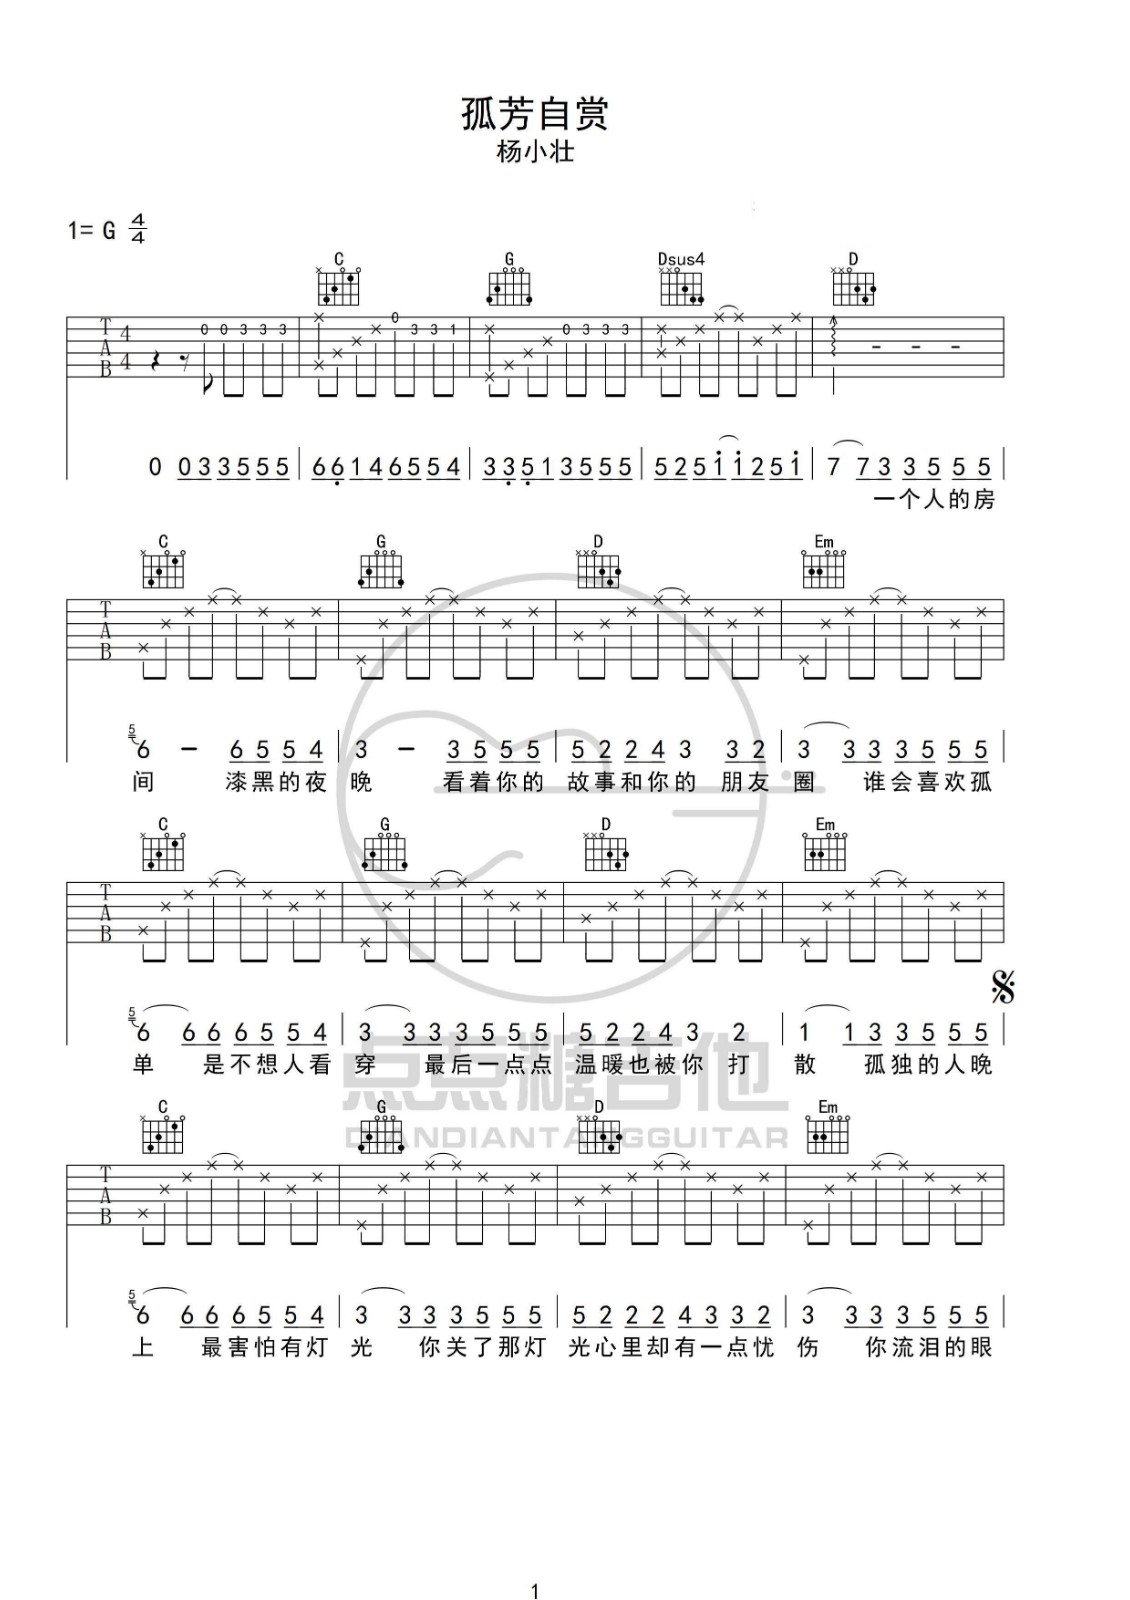 孤芳自赏
杨小壮
1= G 4/4
C G Dsus4 D
T A B 4 4 0 0 3 3 3 0 3 3 1 0 3 3 3
0 0 3 3 5 5 5 | 6 6 1 4 6 5 5 4 | 3 3 5 1 3 5 5 5 | 5 2 5 1 1 2 5 1 | 7 7 3 3 5 5 5 |
一个人的房
C G D Em
T A B
5 6 - 6 5 5 4 | 3 - 3 5 5 5 | 5 2 2 4 3 3 2 | 3 3 3 3 5 5 5 |
间 漆黑的夜 晚 看着你的 故事和你的 朋友 圈 谁会喜欢孤
C G D Em
T A B
5 6 6 6 6 5 5 4 | 3 3 3 3 5 5 5 | 5 2 2 4 3 2 | 1 1 3 3 5 5 5 |
单 是不想人看 穿 最后一点点 温暖也被你 打 散 孤独的人晚
点点糖吉他
DIANDIANTANGGUITAR
C G D Em
T A B
5 6 6 6 6 5 5 4 | 3 3 3 3 5 5 5 | 5 2 2 2 4 3 3 2 | 3 3 3 3 5 5 5 |
上 最害怕有灯 光 你关了那灯 光心里却有一点忧 伤 你流泪的眼
1